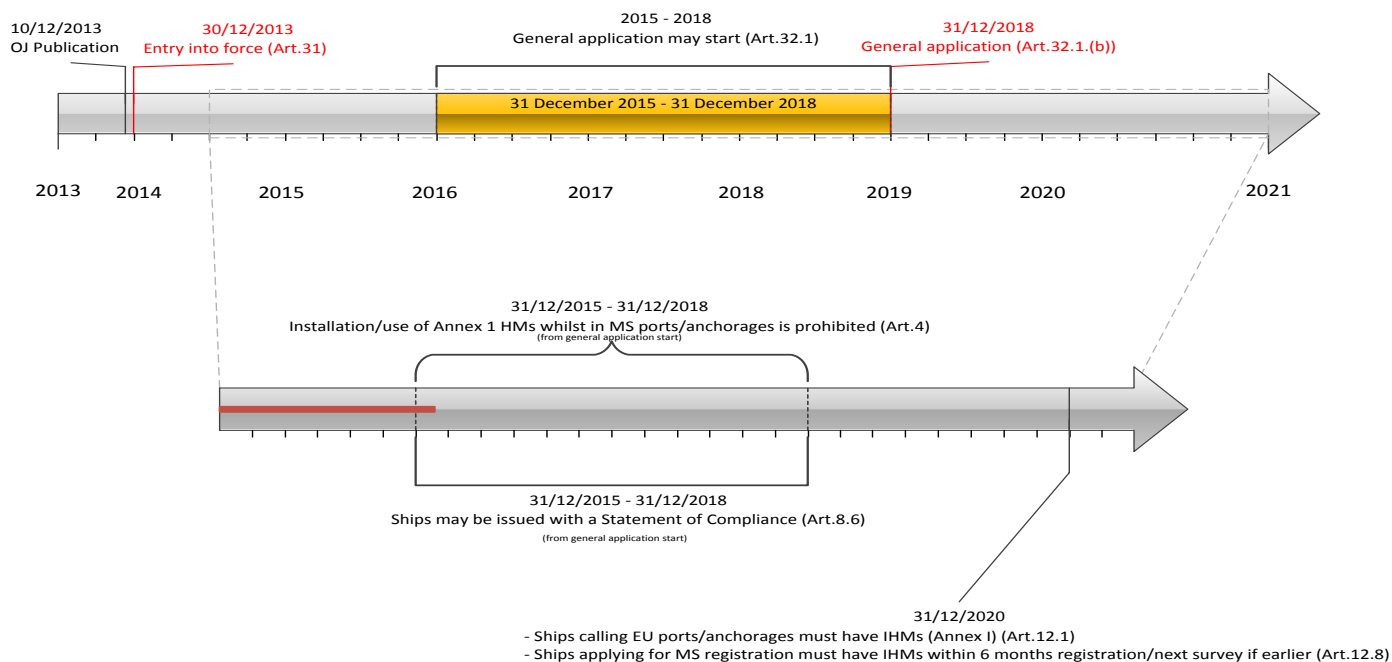 10/12/2013
OJ Publication
30/12/2013
Entry into force (Art.31)
2015 - 2018
General application may start (Art.32.1)
31/12/2018
General application (Art.32.1.(b))
31 December 2015 - 31 December 2018
2013 2014 2015 2016 2017 2018 2019 2020 2021
31/12/2015 - 31/12/2018
Installation/use of Annex 1 HMs whilst in MS ports/anchorages is prohibited (Art.4)
(from general application start)
31/12/2015 - 31/12/2018
Ships may be issued with a Statement of Compliance (Art.8.6)
(from general application start)
31/12/2020
- Ships calling EU ports/anchorages must have IHMs (Annex I) (Art.12.1)
- Ships applying for MS registration must have IHMs within 6 months registration/next survey if earlier (Art.12.8)